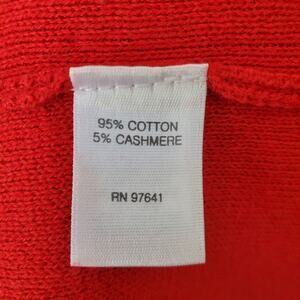 95% COTTON
5% CASHMERE
RN 97641